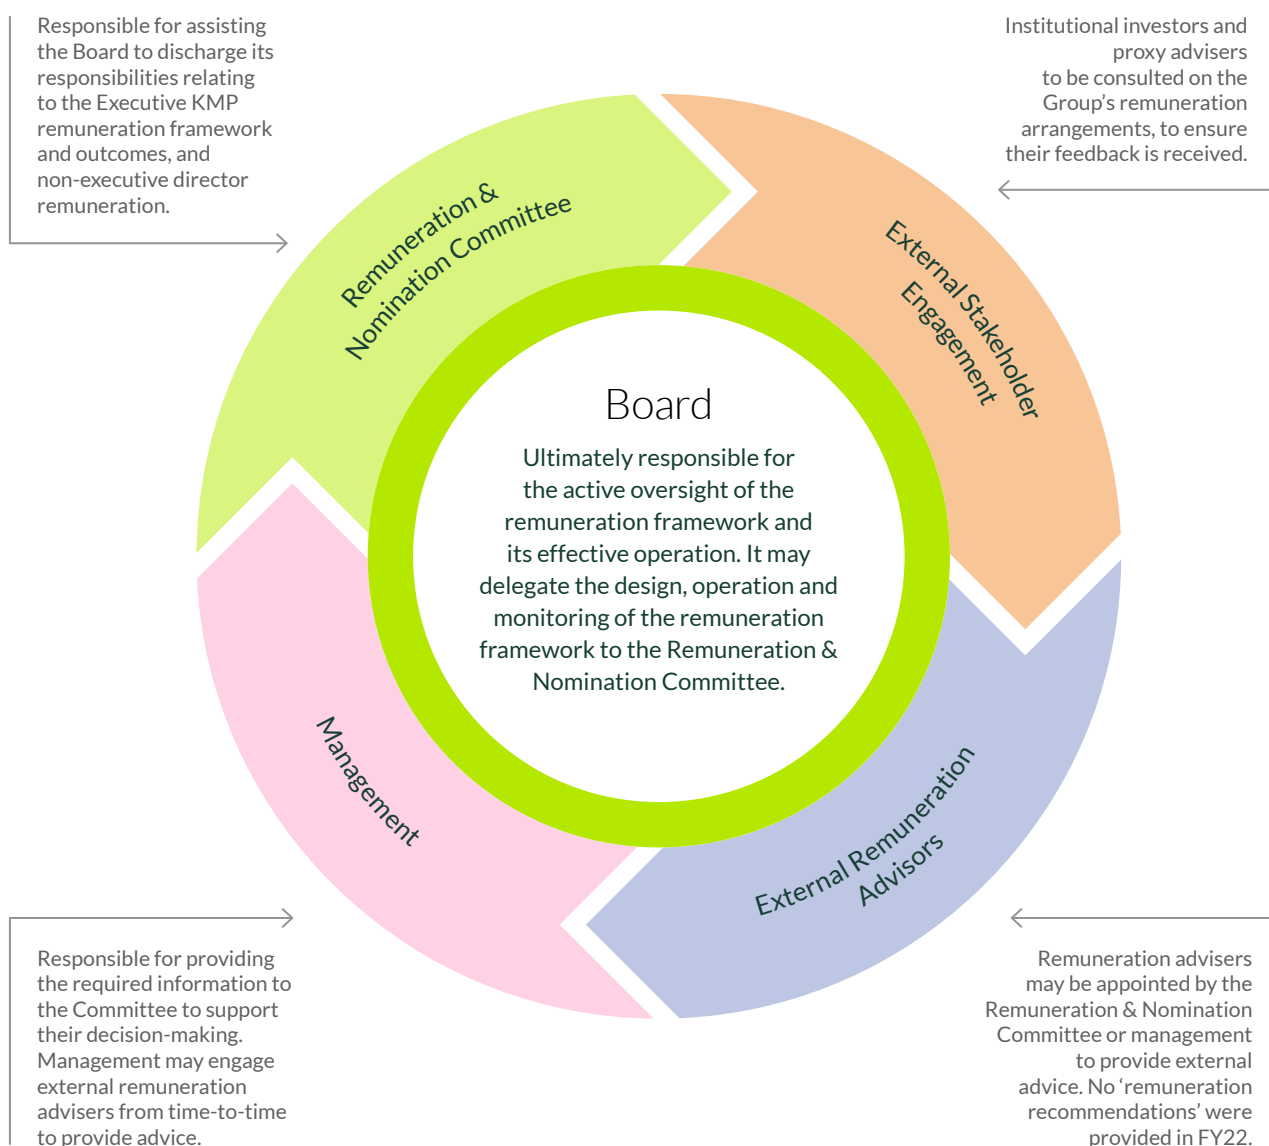 Responsible for assisting
the Board to discharge its
responsibilities relating
to the Executive KMP
remuneration framework
and outcomes, and
non-executive director
remuneration.
Institutional investors and
proxy advisers
to be consulted on the
Group’s remuneration
arrangements, to ensure
their feedback is received.
Remuneration &
Nomination Committee
External Stakeholder
Engagement
Board
Ultimately responsible for
the active oversight of the
remuneration framework and
its effective operation. It may
delegate the design, operation and
monitoring of the remuneration
framework to the Remuneration &
Nomination Committee.
Management
External Remuneration
Advisors
Responsible for providing
the required information to
the Committee to support
their decision-making.
Management may engage
external remuneration
advisers from time-to-time
to provide advice.
Remuneration advisers
may be appointed by the
Remuneration & Nomination
Committee or management
to provide external
advice. No ‘remuneration
recommendations’ were
provided in FY22.